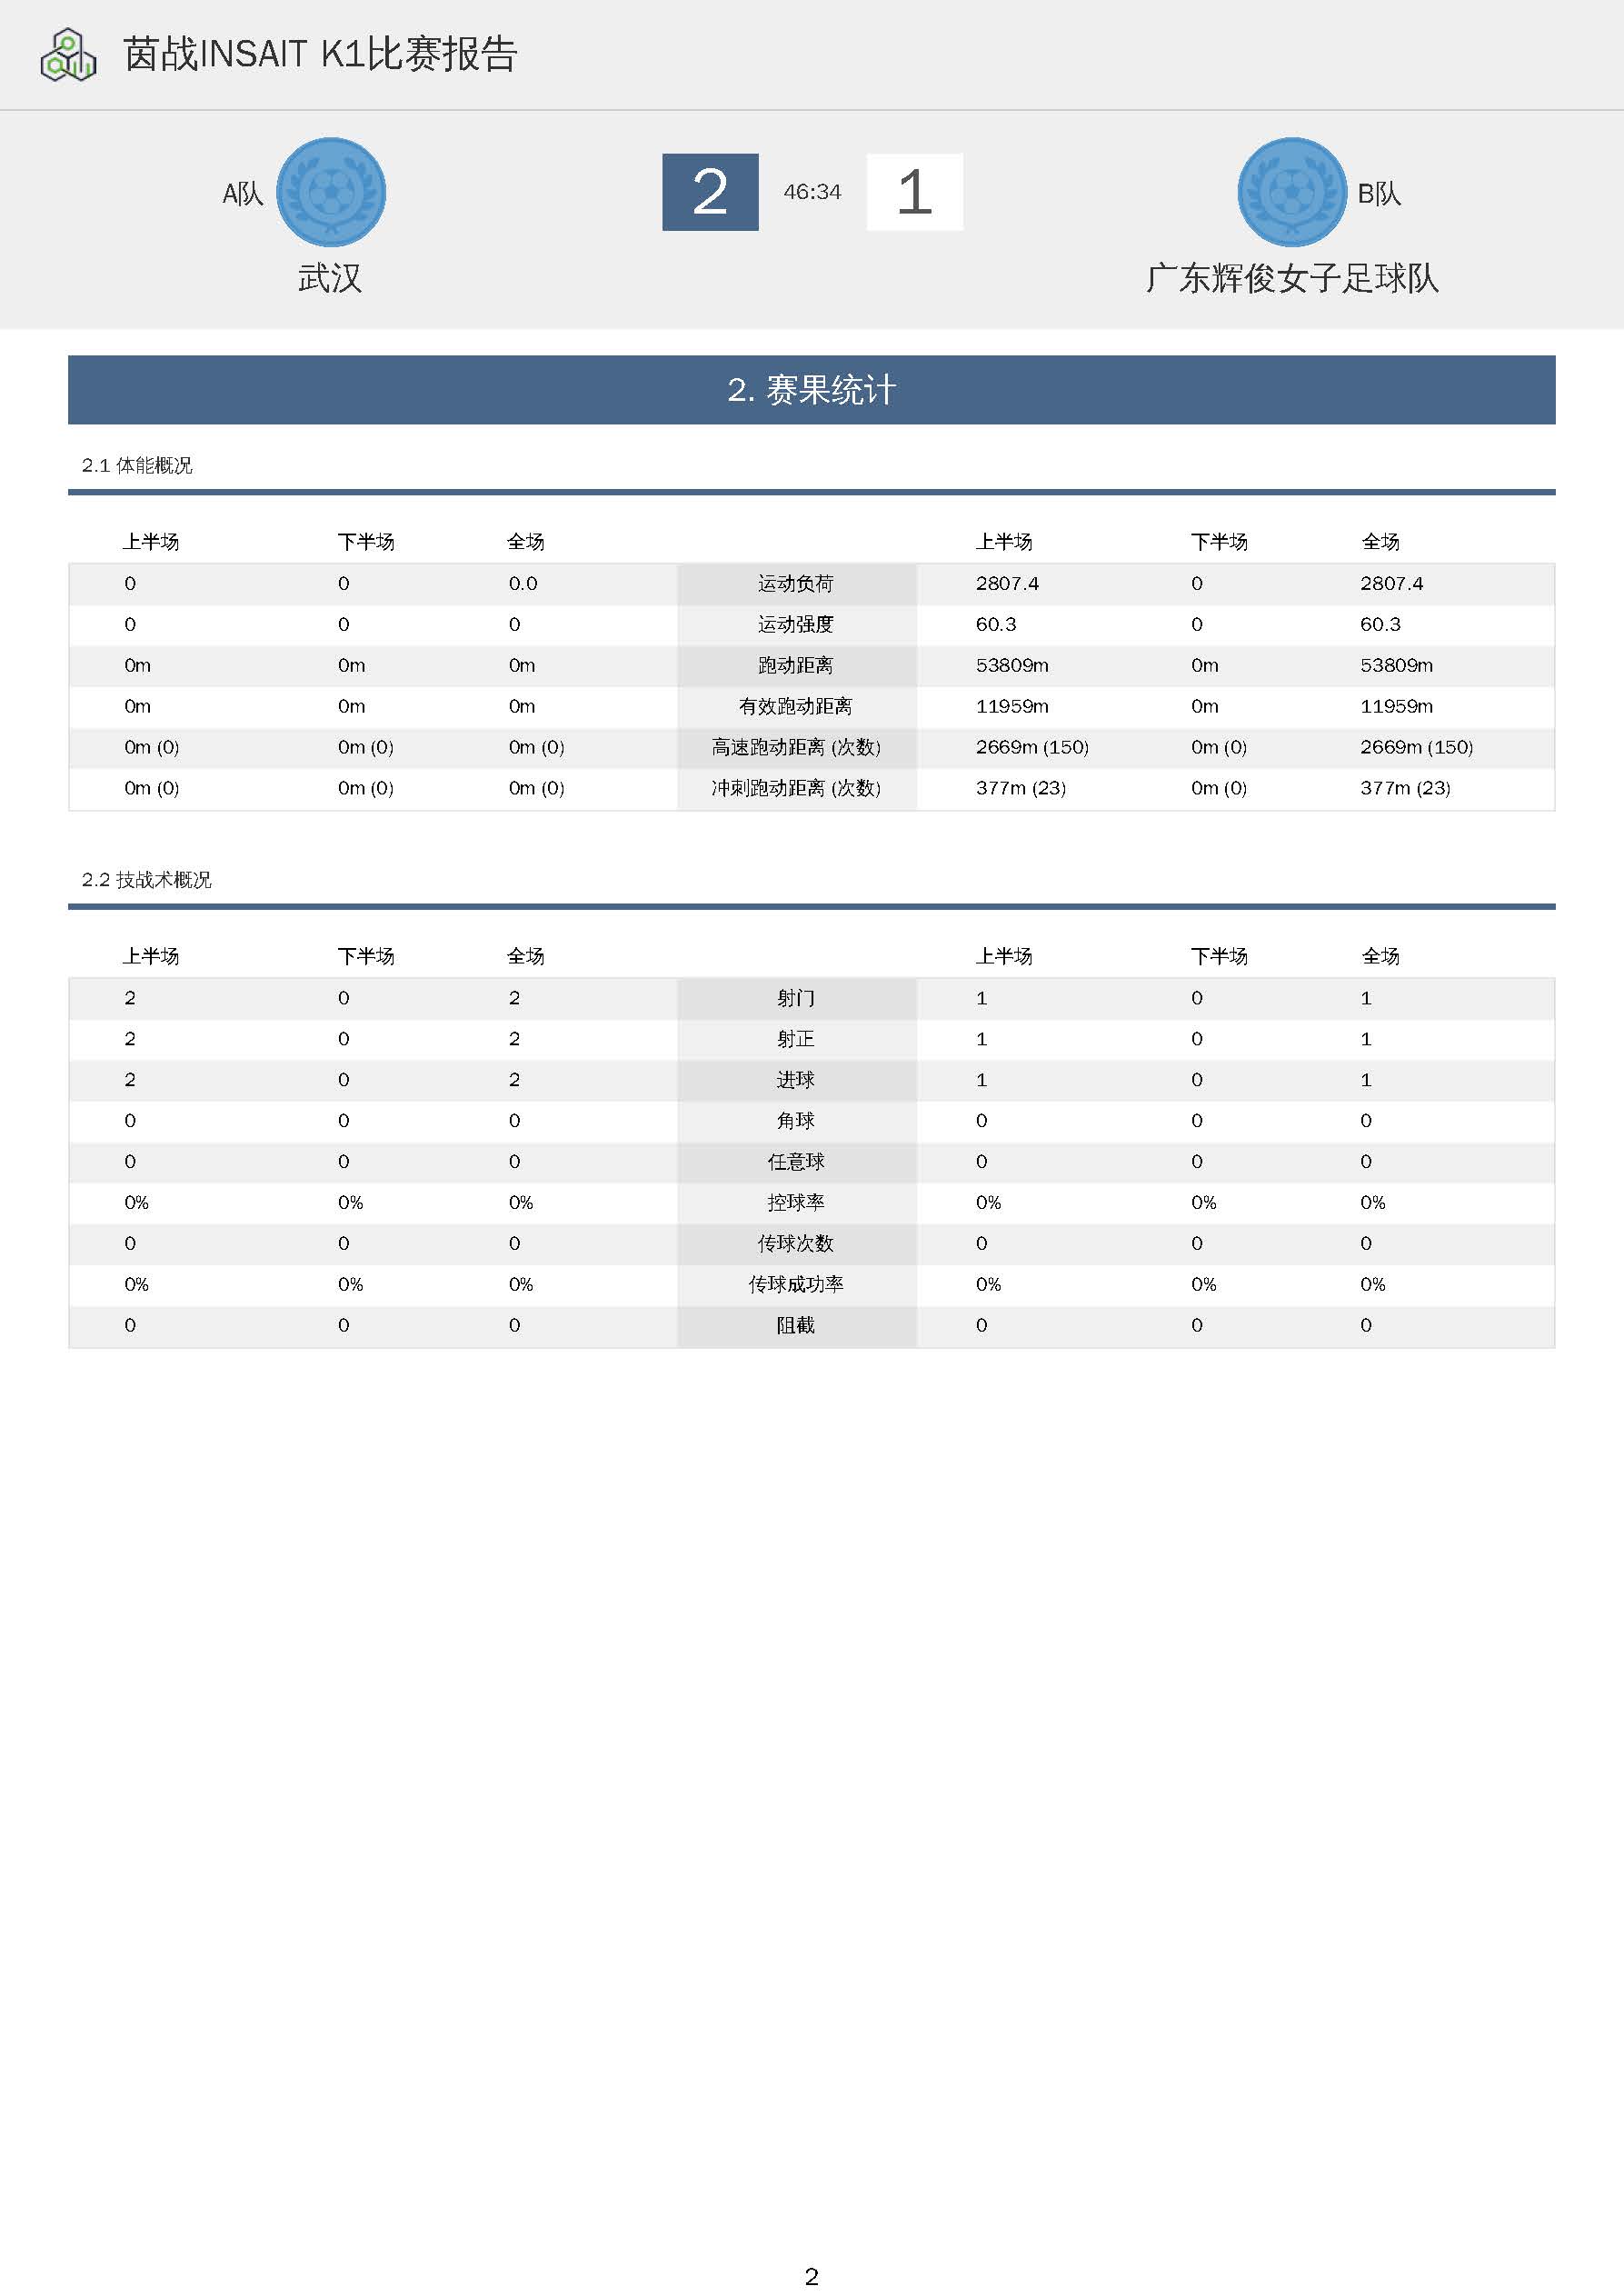 茵战INSAIT K1比赛报告
A队
2
46:34
1
B队
武汉
广东辉俊女子足球队
2. 赛果统计
2.1 体能概况
上半场 下半场 全场 上半场 下半场 全场
0 0 0.0 运动负荷 2807.4 0 2807.4
0 0 0 运动强度 60.3 0 60.3
0m 0m 0m 跑动距离 53809m 0m 53809m
0m 0m 0m 有效跑动距离 11959m 0m 11959m
0m (0) 0m (0) 0m (0) 高速跑动距离 (次数) 2669m (150) 0m (0) 2669m (150)
0m (0) 0m (0) 0m (0) 冲刺跑动距离 (次数) 377m (23) 0m (0) 377m (23)
2.2 技战术概况
上半场 下半场 全场 上半场 下半场 全场
2 0 2 射门 1 0 1
2 0 2 射正 1 0 1
2 0 2 进球 1 0 1
0 0 0 角球 0 0 0
0 0 0 任意球 0 0 0
0% 0% 0% 控球率 0% 0% 0%
0 0 0 传球次数 0 0 0
0% 0% 0% 传球成功率 0% 0% 0%
0 0 0 阻截 0 0 0
2